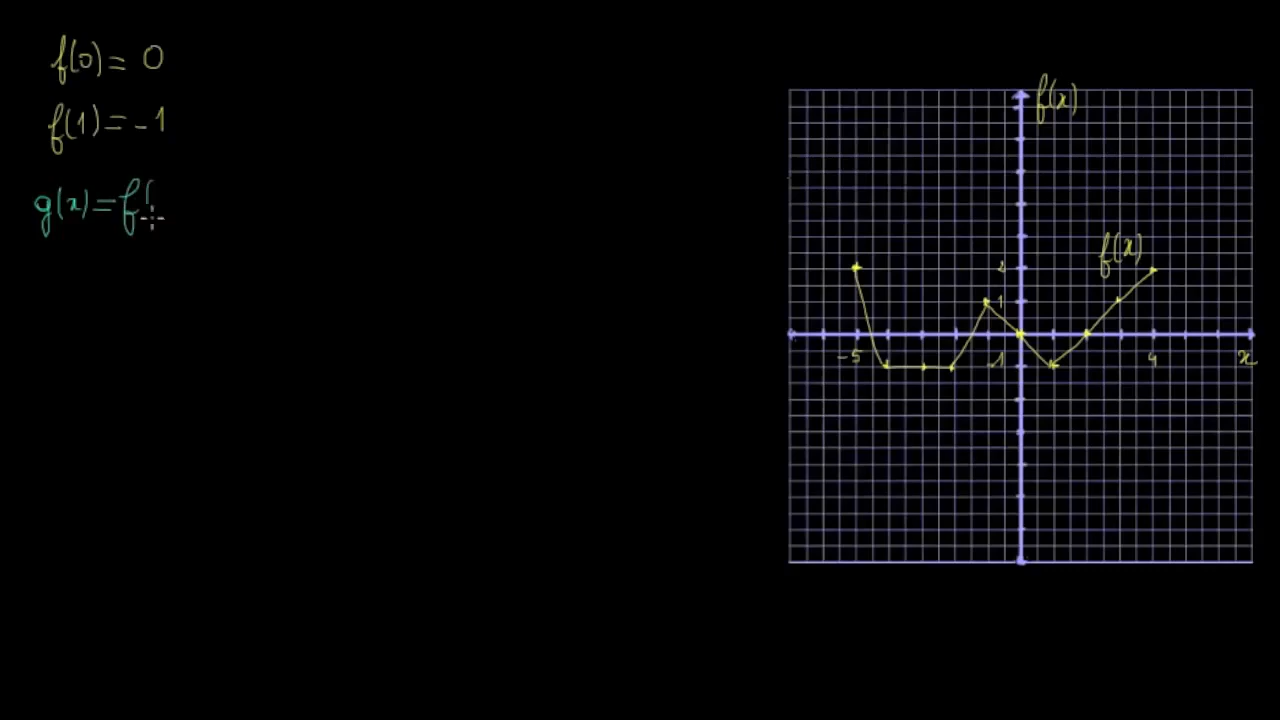 f(0)= 0
f(1)=-1
g(x)=f(
f(x)
f(x)
2
1
-5
-1
4
x